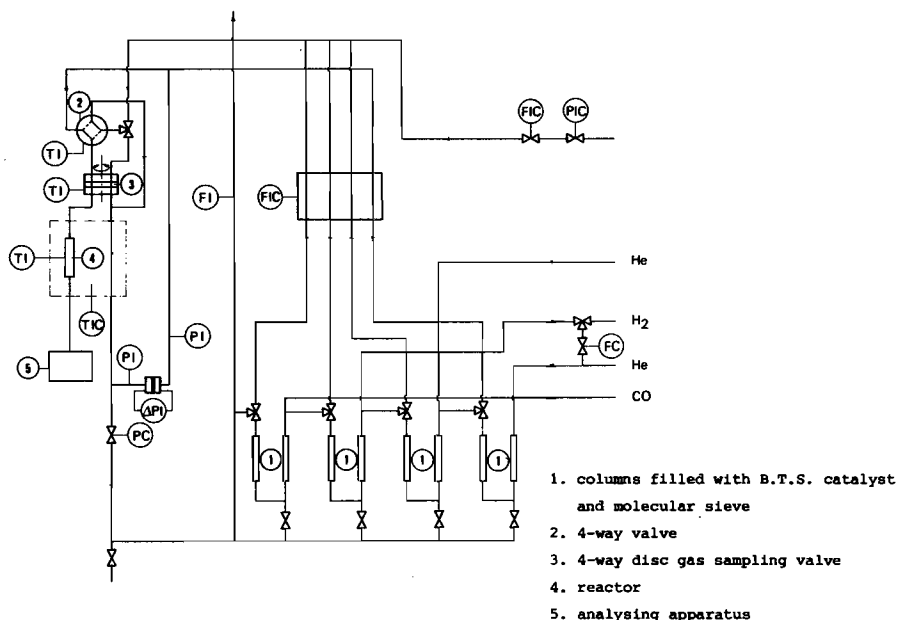 FIC PIC
2
TI
TI 3
FI FIC
TI 4
He
TIC
H2
PI
FC
5
PI
He
ΔPI
CO
PC
1 1 1 1
1. columns filled with B.T.S. catalyst
and molecular sieve
2. 4-way valve
3. 4-way disc gas sampling valve
4. reactor
5. analysing apparatus